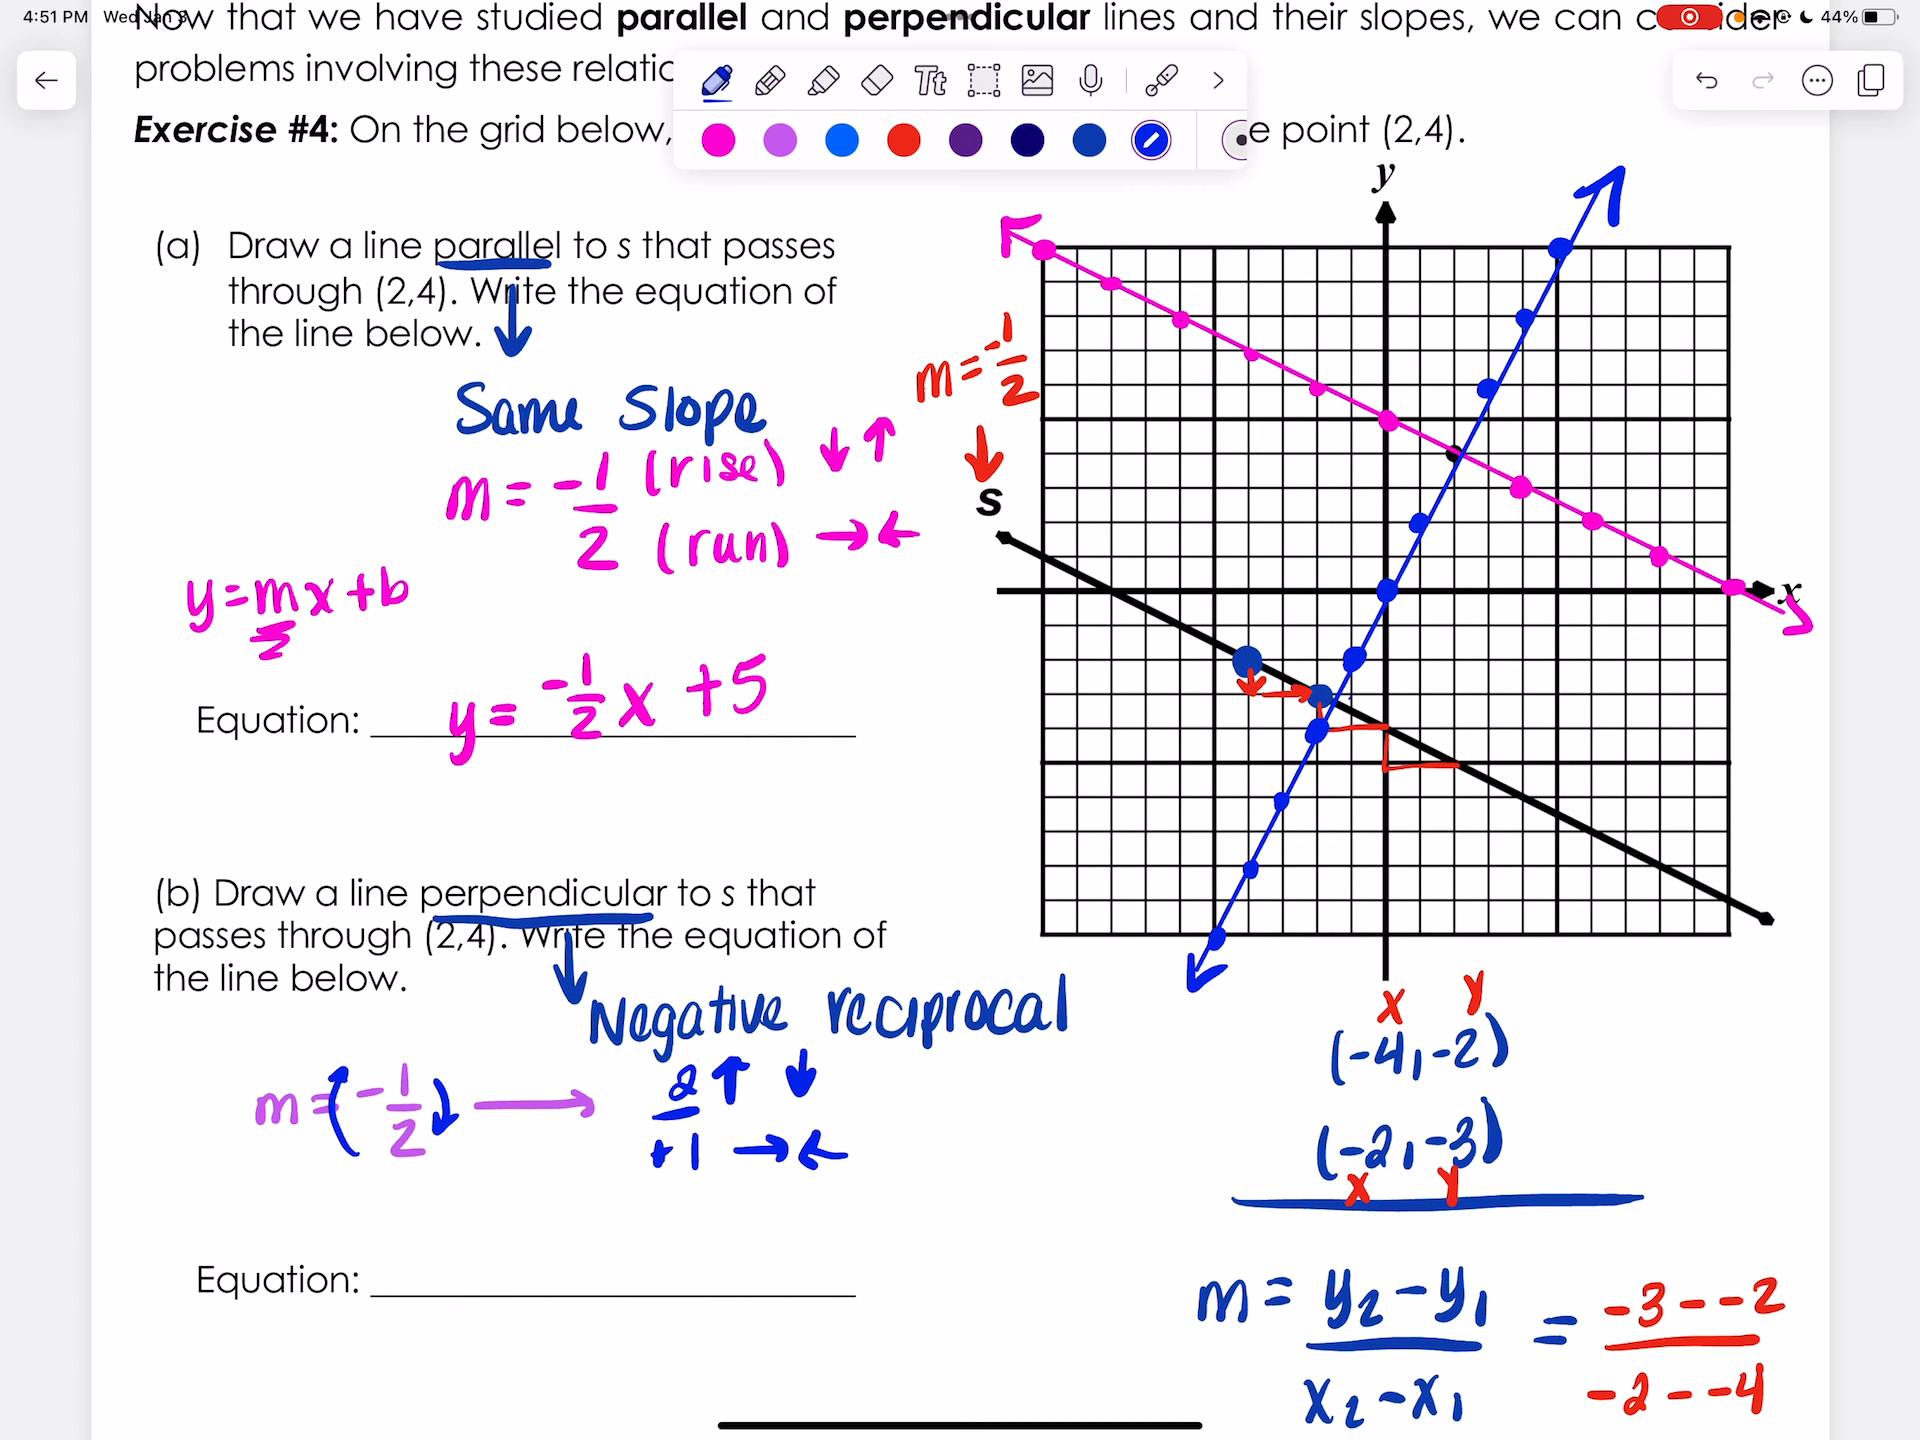 4:51 PM Wed Jan 3
44%
Now that we have studied parallel and perpendicular lines and their slopes, we can
problems involving these
Tt
Exercise #4: On the grid below, e point (2,4).
y
(a) Draw a line parallel to s that passes
through (2,4). Write the equation of
the line below.
Same Slope
m = -1 (rise) ↓ ↑
2 (run) → ←
y = mx + b
Equation: y = -1/2 x + 5
m = -1/2
↓
s
x
(b) Draw a line perpendicular to s that
passes through (2,4). Write the equation of
the line below.
Negative reciprocal
m = (-1/2) → 2 ↑ ↓
+1 → ←
Equation:
x y
(-4, -2)
(-2, -3)
x y
m = y₂ - y₁ = -3 - -2
x₂ - x₁ -2 - -4